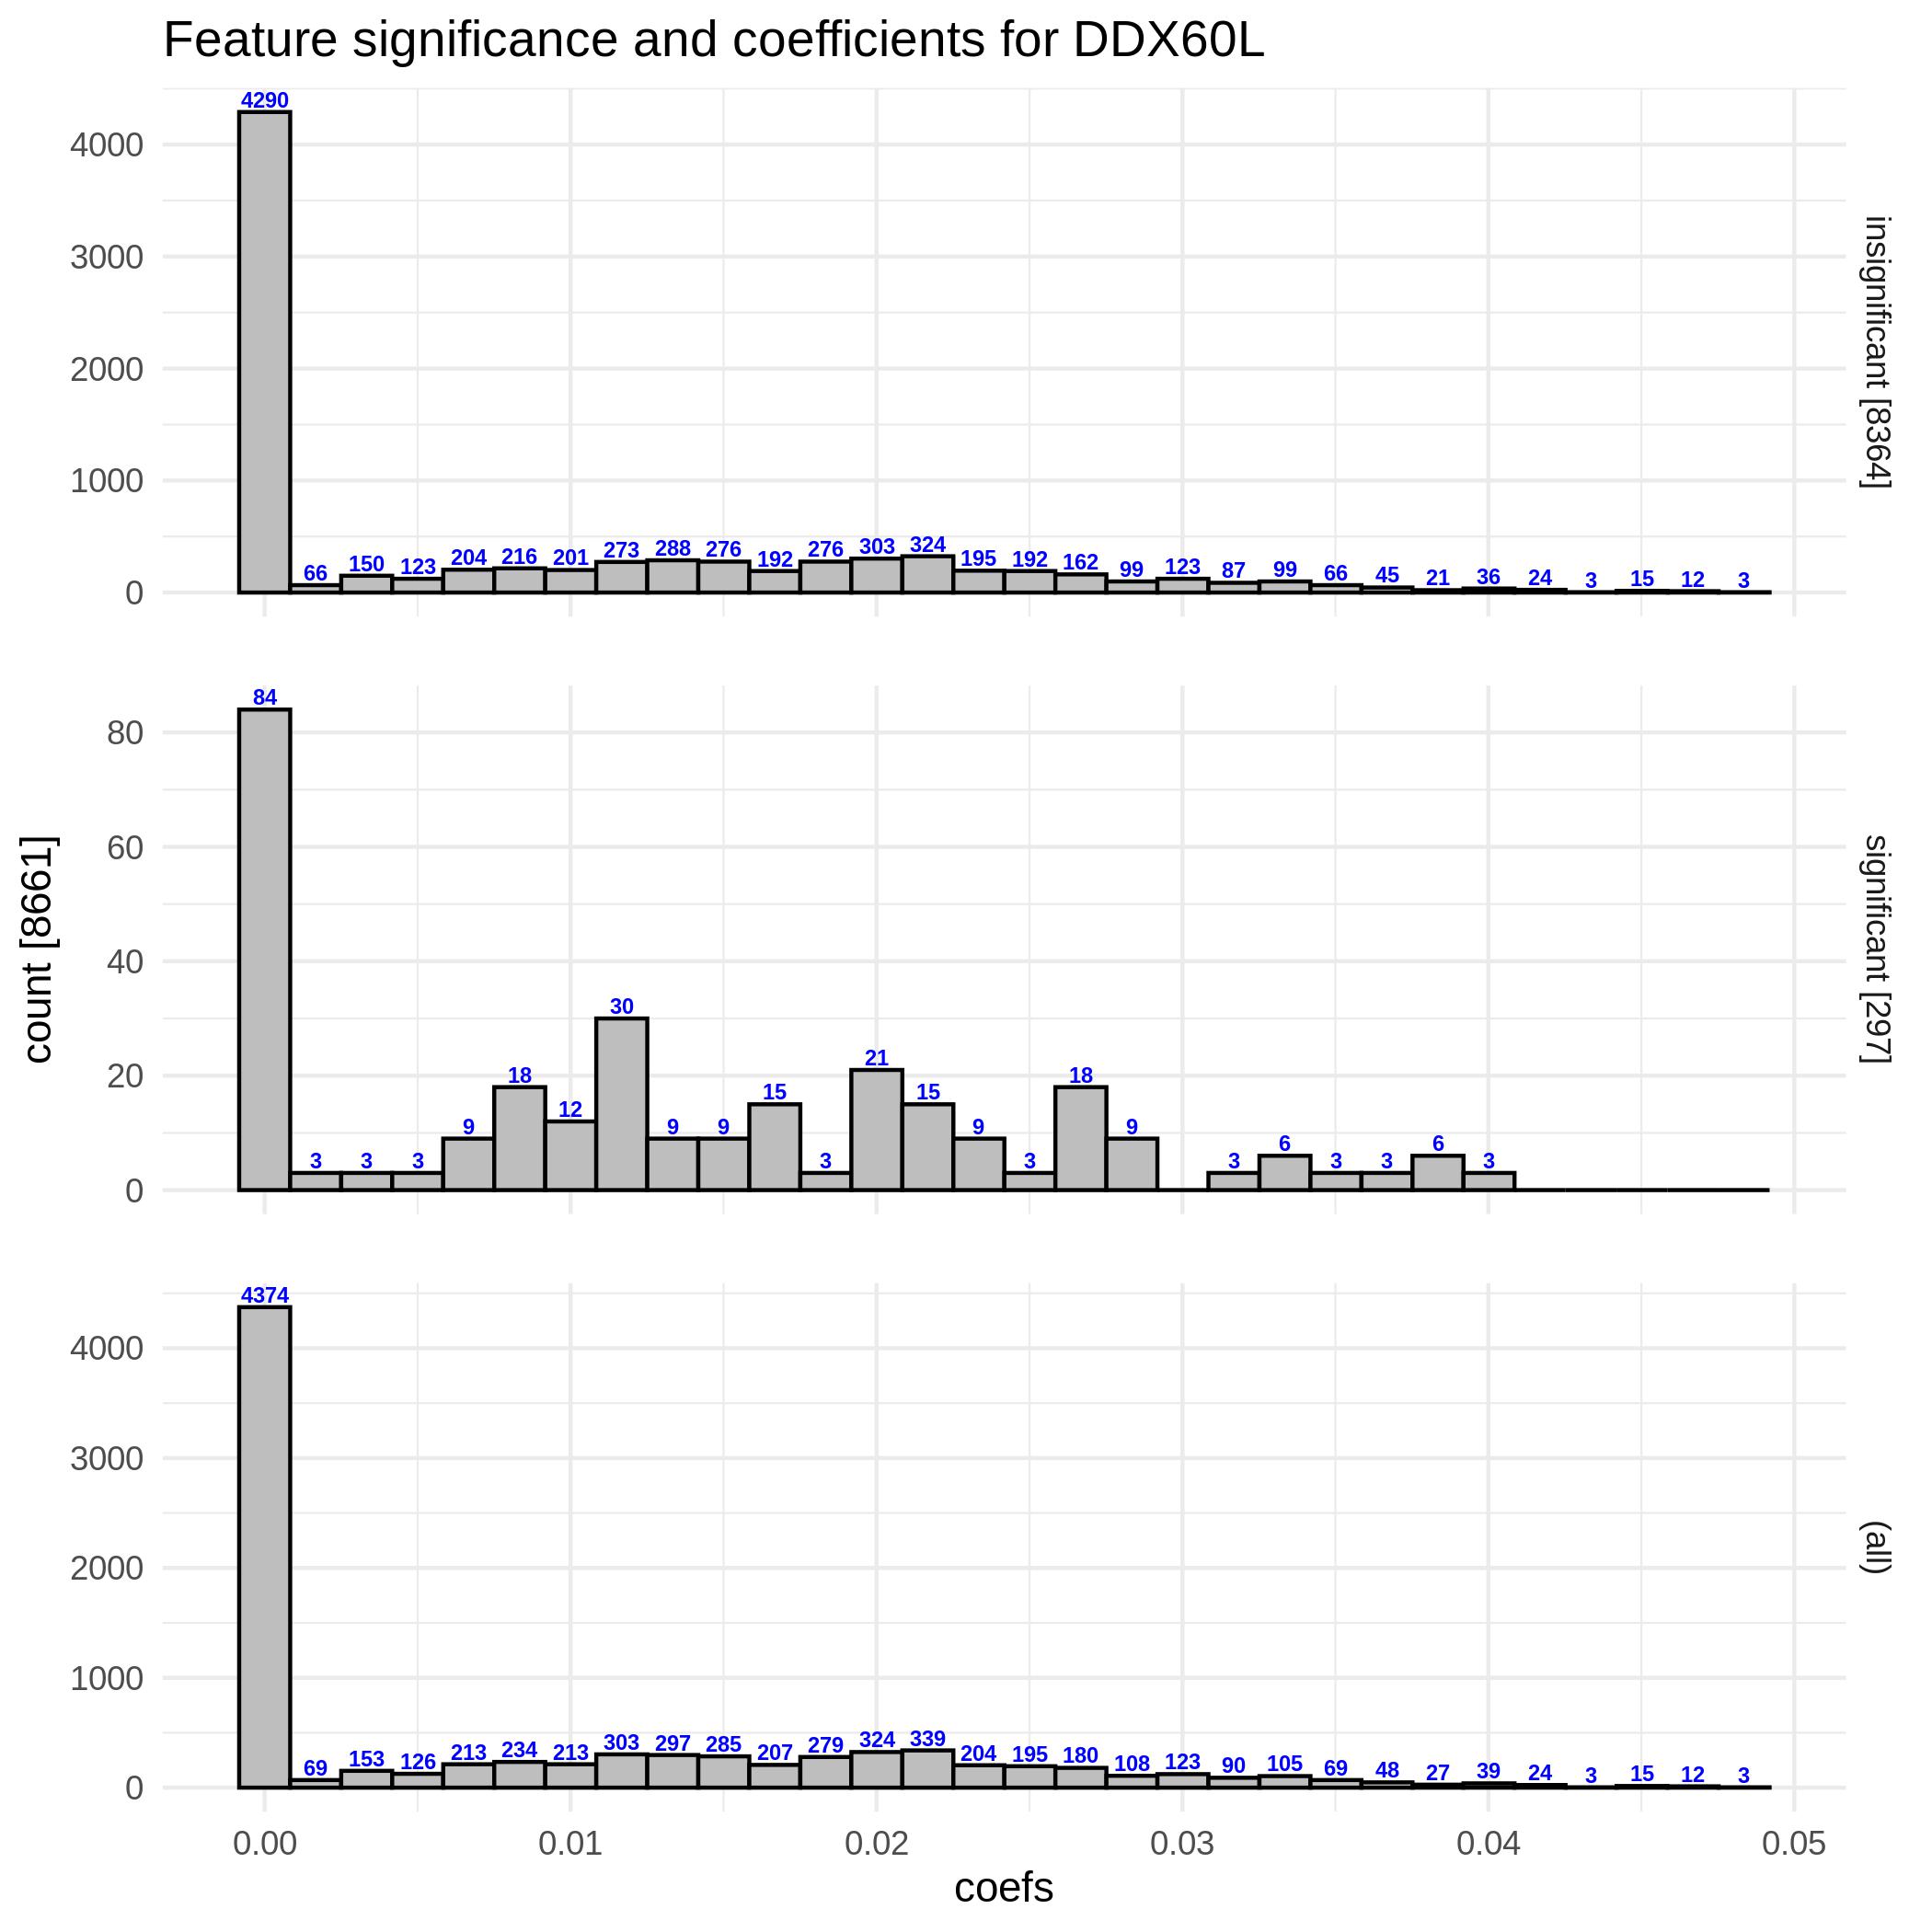 Feature significance and coefficients for DDX60L
4290
4000
3000
2000
1000
0
66 150 123 204 216 201 273 288 276 192 276 303 324 195 192 162 99 123 87 99 66 45 21 36 24 3 15 12 3
insignificant [8364]
84
80
60
40
20
0
3 3 3 9 18 12 30 9 9 15 3 21 15 9 3 18 9 3 6 3 3 6 3
significant [297]
count [8661]
4374
4000
3000
2000
1000
0
69 153 126 213 234 213 303 297 285 207 279 324 339 204 195 180 108 123 90 105 69 48 27 39 24 3 15 12 3
(all)
0.00 0.01 0.02 0.03 0.04 0.05
coefs